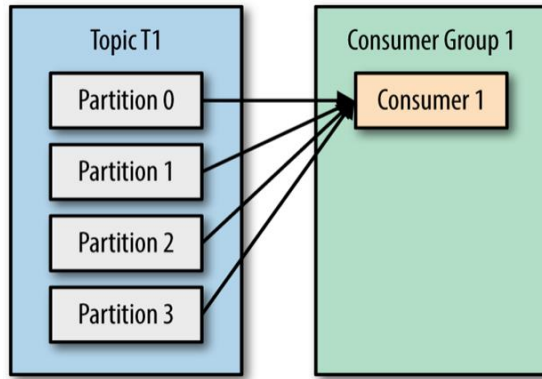 Topic T1
Partition 0
Partition 1
Partition 2
Partition 3
Consumer Group 1
Consumer 1